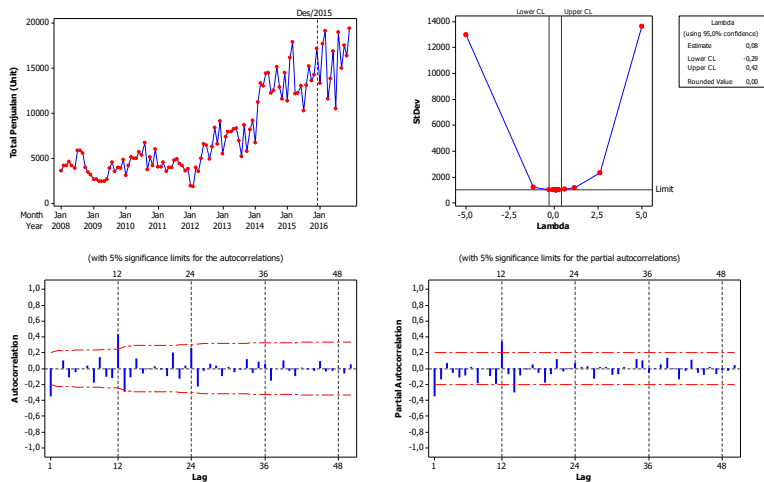 Des/2015
20000
15000
10000
5000
0
Total Perjualan (Unit)
Month Jan Jan Jan Jan Jan Jan Jan Jan Jan
Year 2008 2009 2010 2011 2012 2013 2014 2015 2016
Lower CL Upper CL
14000
12000
10000
8000
6000
4000
2000
0
StDev
Limit
-5,0 -2,5 0,0 2,5 5,0
Lambda
Lambda
(using 95,0% confidence)
Estimate 0,08
Lower CL -0,29
Upper CL 0,42
Rounded Value 0,00
(with 5% significance limits for the autocorrelations)
12 24 36 48
1,0
0,8
0,6
0,4
0,2
0,0
-0,2
-0,4
-0,6
-0,8
-1,0
Autocorrelation
1 12 24 36 48
Lag
(with 5% significance limits for the partial autocorrelations)
12 24 36 48
1,0
0,8
0,6
0,4
0,2
0,0
-0,2
-0,4
-0,6
-0,8
-1,0
Partial Autocorrelation
1 12 24 36 48
Lag